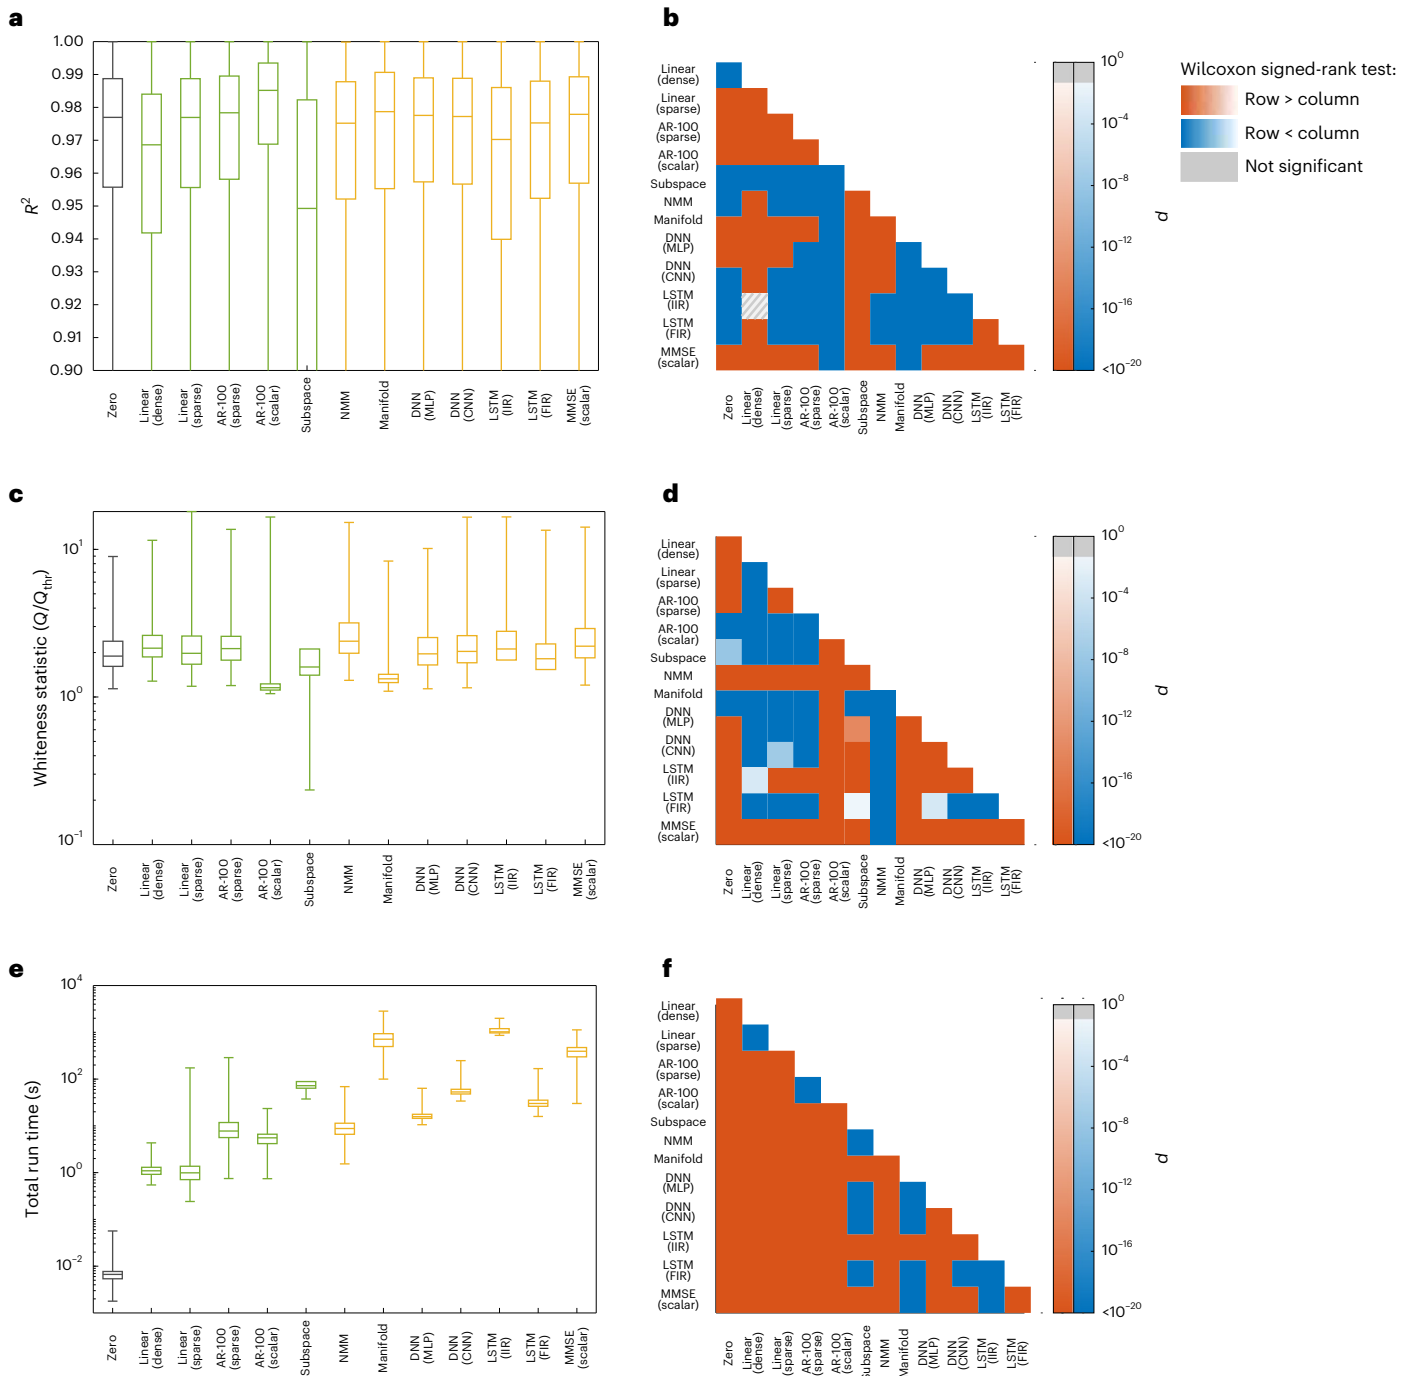 a
R²
1.00
0.99
0.98
0.97
0.96
0.95
0.94
0.93
0.92
0.91
0.90
Zero
Linear
(dense)
Linear
(sparse)
AR-100
(sparse)
AR-100
(scalar)
Subspace
NMM
Manifold
DNN
(MLP)
DNN
(CNN)
LSTM
(IIR)
LSTM
(FIR)
MMSE
(scalar)
b
Linear
(dense)
Linear
(sparse)
AR-100
(sparse)
AR-100
(scalar)
Subspace
NMM
Manifold
DNN
(MLP)
DNN
(CNN)
LSTM
(IIR)
LSTM
(FIR)
MMSE
(scalar)
Zero
Linear
(dense)
Linear
(sparse)
AR-100
(sparse)
AR-100
(scalar)
Subspace
NMM
Manifold
DNN
(MLP)
DNN
(CNN)
LSTM
(IIR)
LSTM
(FIR)
10⁰
10⁻⁴
10⁻⁸
10⁻¹²
10⁻¹⁶
<10⁻²⁰
p
Wilcoxon signed-rank test:
Row > column
Row < column
Not significant
c
Whiteness statistic (Q/Qₜₕᵣ)
10¹
10⁰
10⁻¹
Zero
Linear
(dense)
Linear
(sparse)
AR-100
(sparse)
AR-100
(scalar)
Subspace
NMM
Manifold
DNN
(MLP)
DNN
(CNN)
LSTM
(IIR)
LSTM
(FIR)
MMSE
(scalar)
d
Linear
(dense)
Linear
(sparse)
AR-100
(sparse)
AR-100
(scalar)
Subspace
NMM
Manifold
DNN
(MLP)
DNN
(CNN)
LSTM
(IIR)
LSTM
(FIR)
MMSE
(scalar)
Zero
Linear
(dense)
Linear
(sparse)
AR-100
(sparse)
AR-100
(scalar)
Subspace
NMM
Manifold
DNN
(MLP)
DNN
(CNN)
LSTM
(IIR)
LSTM
(FIR)
10⁰
10⁻⁴
10⁻⁸
10⁻¹²
10⁻¹⁶
<10⁻²⁰
p
e
Total run time (s)
10⁴
10²
10⁰
10⁻²
Zero
Linear
(dense)
Linear
(sparse)
AR-100
(sparse)
AR-100
(scalar)
Subspace
NMM
Manifold
DNN
(MLP)
DNN
(CNN)
LSTM
(IIR)
LSTM
(FIR)
MMSE
(scalar)
f
Linear
(dense)
Linear
(sparse)
AR-100
(sparse)
AR-100
(scalar)
Subspace
NMM
Manifold
DNN
(MLP)
DNN
(CNN)
LSTM
(IIR)
LSTM
(FIR)
MMSE
(scalar)
Zero
Linear
(dense)
Linear
(sparse)
AR-100
(sparse)
AR-100
(scalar)
Subspace
NMM
Manifold
DNN
(MLP)
DNN
(CNN)
LSTM
(IIR)
LSTM
(FIR)
10⁰
10⁻⁴
10⁻⁸
10⁻¹²
10⁻¹⁶
<10⁻²⁰
p